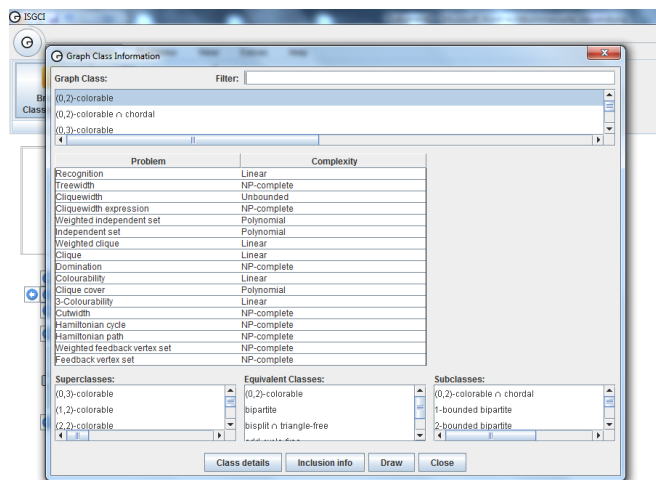 ISGCI
Graph Class Information
Graph Class:
Filter:
(0,2)-colorable
(0,2)-colorable ∩ chordal
(0,3)-colorable
Problem Complexity
Recognition Linear
Treewidth NP-complete
Cliquewidth Unbounded
Cliquewidth expression NP-complete
Weighted independent set Polynomial
Independent set Polynomial
Weighted clique Linear
Clique Linear
Domination NP-complete
Colourability Linear
Clique cover Polynomial
3-Colourability Linear
Cutwidth NP-complete
Hamiltonian cycle NP-complete
Hamiltonian path NP-complete
Weighted feedback vertex set NP-complete
Feedback vertex set NP-complete
Superclasses:
(0,3)-colorable
(1,2)-colorable
(2,2)-colorable
Equivalent Classes:
(0,2)-colorable
bipartite
bisplit ∩ triangle-free
Subclasses:
(0,2)-colorable ∩ chordal
1-bounded bipartite
2-bounded bipartite
Class details
Inclusion info
Draw
Close